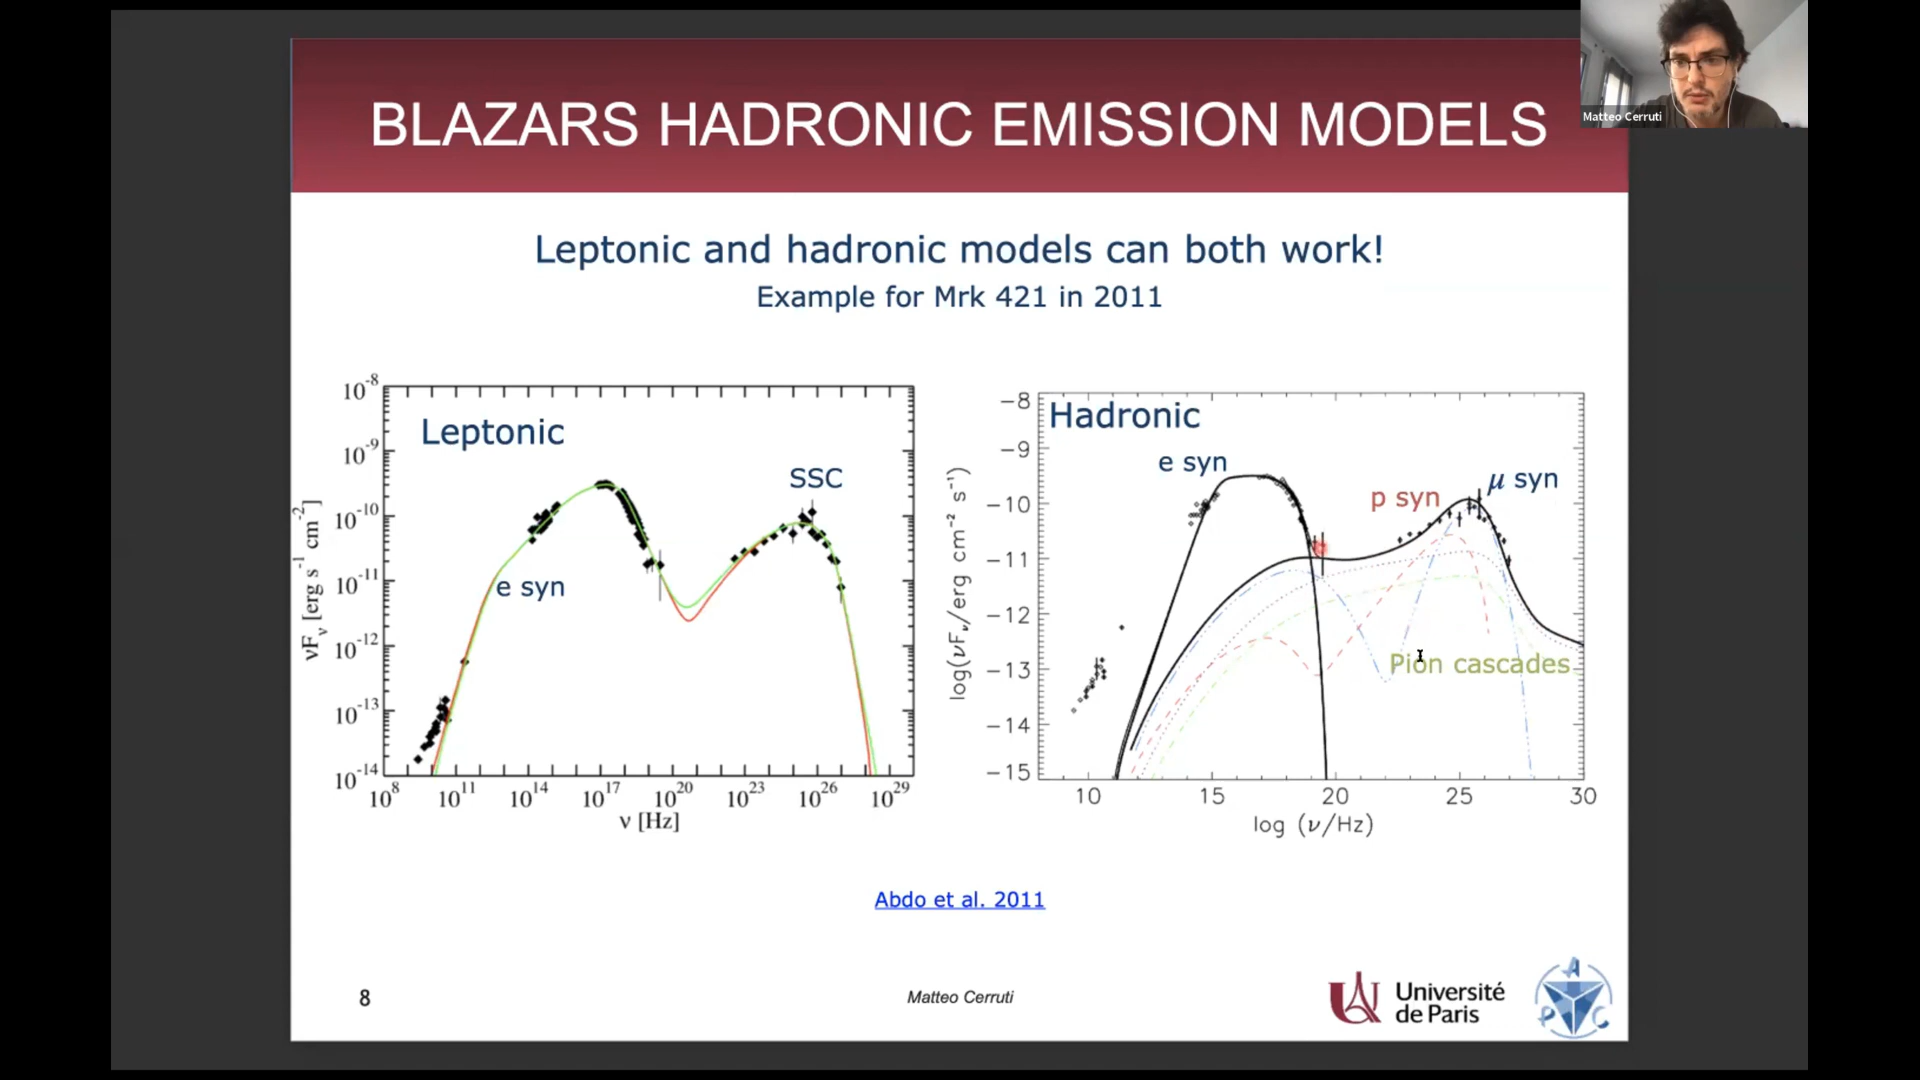 Matteo Cerruti
BLAZARS HADRONIC EMISSION MODELS
Leptonic and hadronic models can both work!
Example for Mrk 421 in 2011
Leptonic
SSC
e syn
10^-8
10^-9
10^-10
10^-11
10^-12
10^-13
10^-14
νFν [erg s^-1 cm^-2]
10^8 10^11 10^14 10^17 10^20 10^23 10^26 10^29
ν [Hz]
Hadronic
e syn
p syn
μ syn
Pion cascades
−8
−9
−10
−11
−12
−13
−14
−15
log(νFν/erg cm⁻² s⁻¹)
10 15 20 25 30
log (ν/Hz)
Abdo et al. 2011
8
Matteo Cerruti
Université
de Paris
A
P C